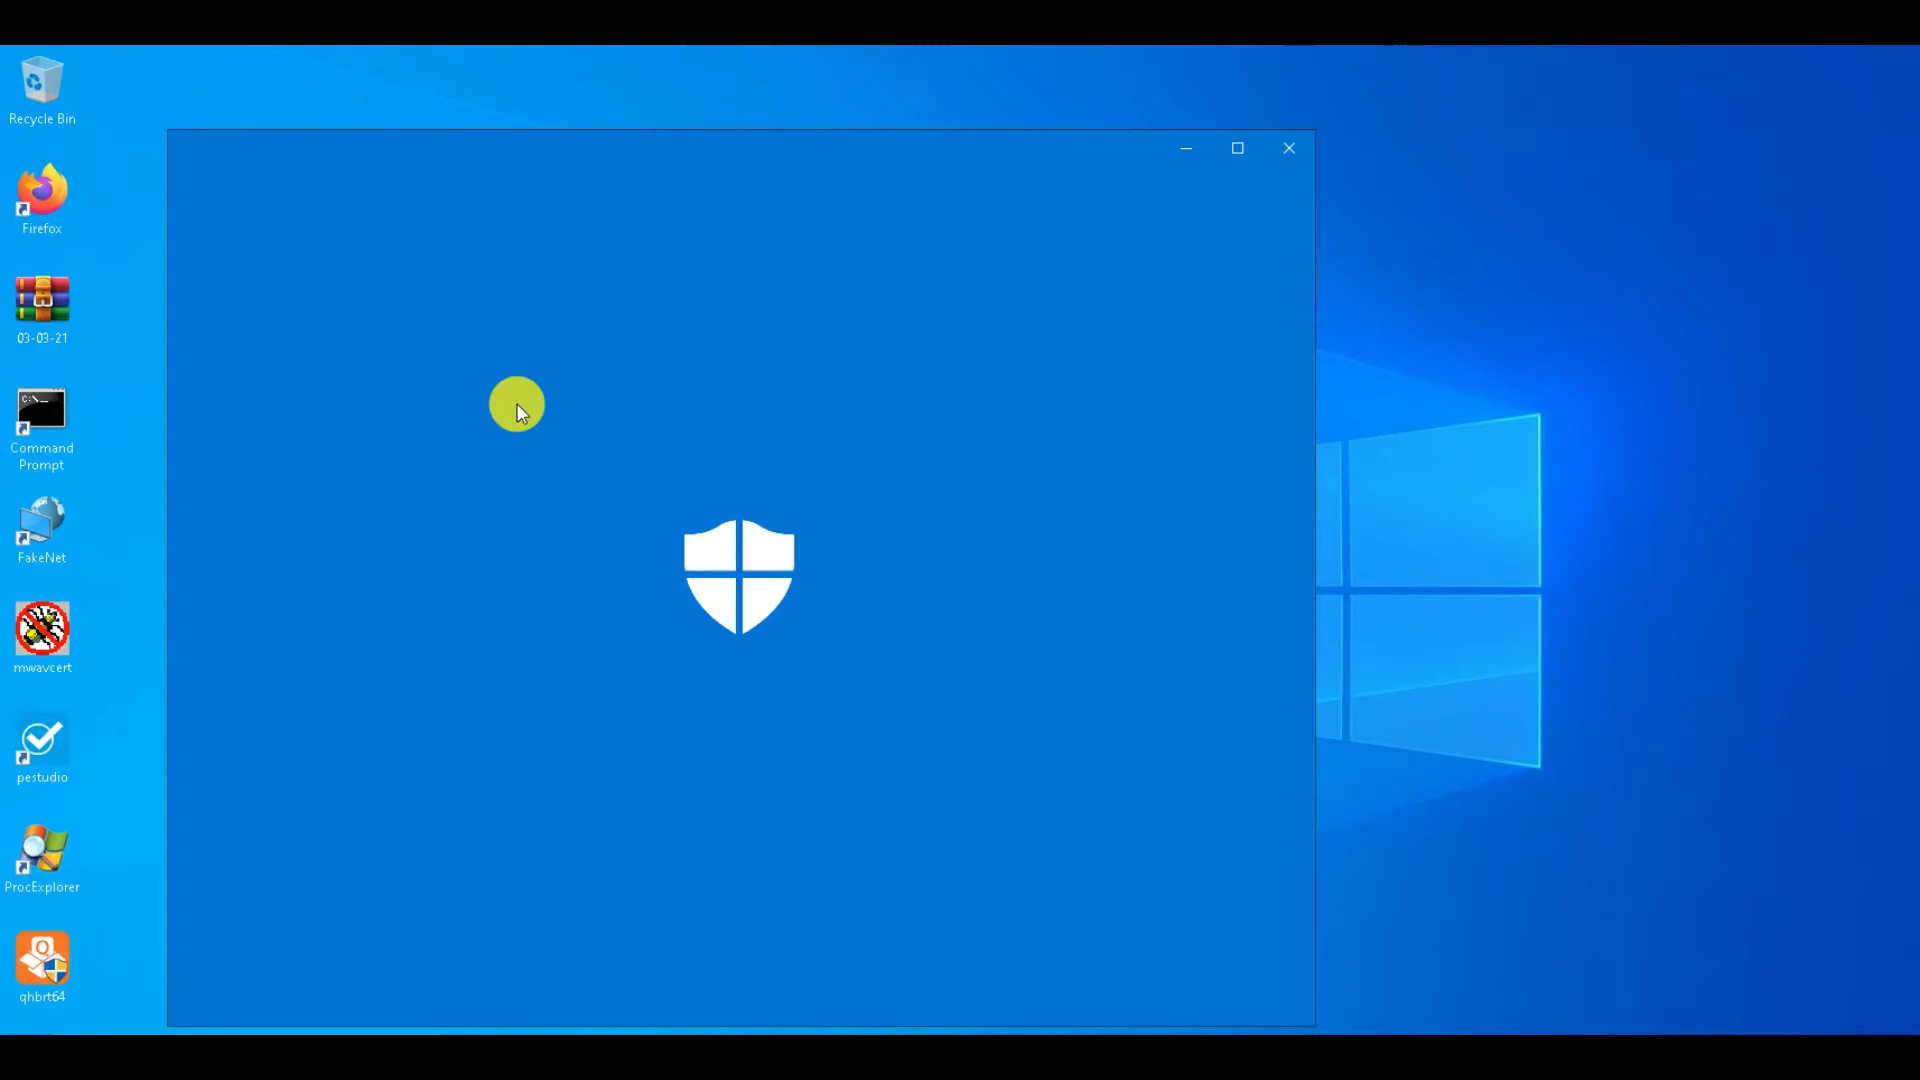 Recycle Bin
Firefox
03-03-21
C:\_
Command
Prompt
FakeNet
mwavcert
pestudio
ProcExplorer
Q
qhbrt64